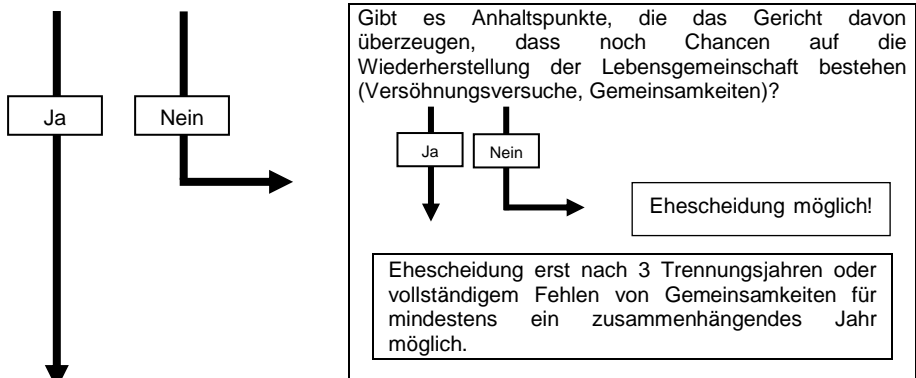 Ja
Nein
Gibt es Anhaltspunkte, die das Gericht davon
überzeugen, dass noch Chancen auf die
Wiederherstellung der Lebensgemeinschaft bestehen
(Versöhnungsversuche, Gemeinsamkeiten)?
Ja
Nein
Ehescheidung möglich!
Ehescheidung erst nach 3 Trennungsjahren oder
vollständigem Fehlen von Gemeinsamkeiten für
mindestens ein zusammenhängendes Jahr
möglich.